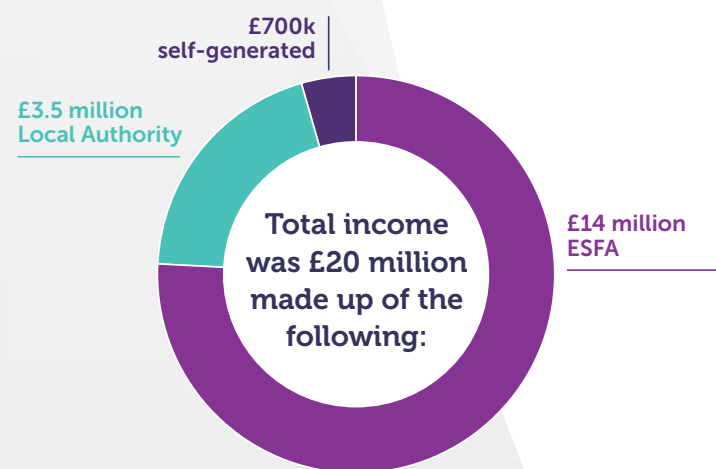 £700k
self-generated
£3.5 million
Local Authority
Total income
was £20 million
made up of the
following:
£14 million
ESFA